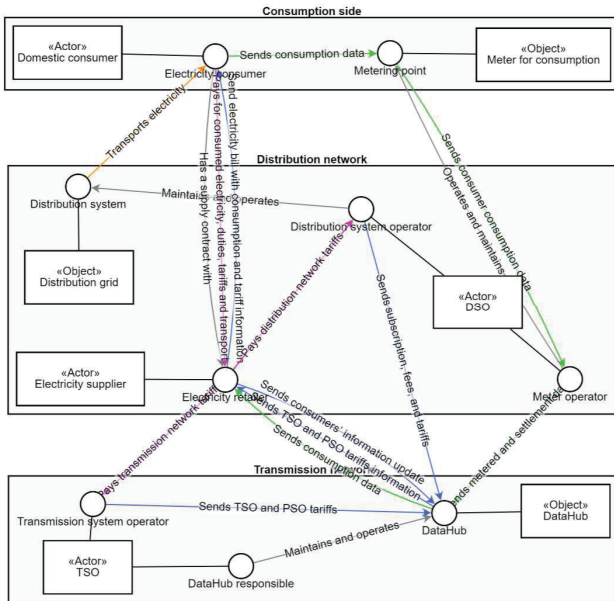 Consumption side
«Actor»
Domestic consumer
Sends consumption data
«Object»
Meter for consumption
Electricity consumer
Metering point
Transports electricity
Send electricity bill with consumption and tariff information
Pays for consumed electricity, duties, tariffs and transport
Has a supply contract with
Sends consumer consumption data
Operates and maintains
Distribution network
Distribution system
Maintains and operates
Distribution system operator
«Object»
Distribution grid
Pays distribution network tariffs
«Actor»
DSO
Sends subscription, fees, and tariffs
«Actor»
Electricity supplier
Electricity retailer
Meter operator
Pays transmission network tariffs
Sends consumers' information update
Sends TSO and PSO tariffs information
Sends consumption data
Sends metered and settlement
Transmission network
Transmission system operator
Sends TSO and PSO tariffs
DataHub
«Object»
DataHub
«Actor»
TSO
Maintains and operates
DataHub responsible